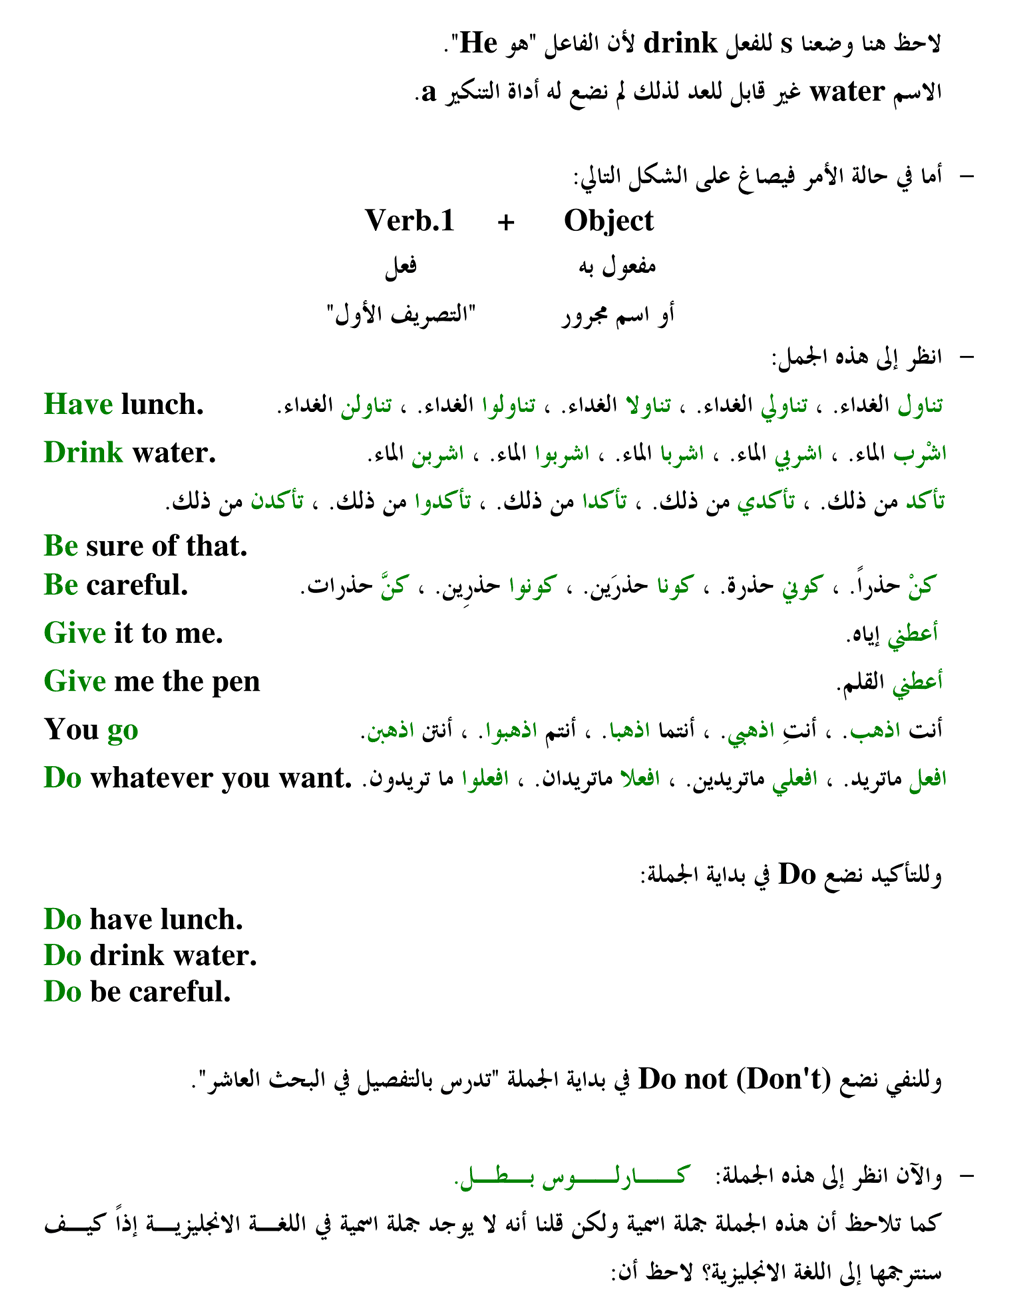 لاحظ هنا وضعنا s للفعل drink لأن الفاعل "هو He".
الاسم water غير قابل للعد لذلك لم نضع له أداة التنكير a.
– أما في حالة الأمر فيصاغ على الشكل التالي:
Verb.1 + Object
فعل مفعول به
"التصريف الأول" أو اسم مجرور
– انظر إلى هذه الجمل:
Have lunch. تناول الغداء. ، تناولي الغداء. ، تناولا الغداء. ، تناولوا الغداء. ، تناولن الغداء.
Drink water. اشْرب الماء. ، اشربي الماء. ، اشربا الماء. ، اشربوا الماء. ، اشربن الماء.
تأكد من ذلك. ، تأكدي من ذلك. ، تأكدا من ذلك. ، تأكدوا من ذلك. ، تأكدن من ذلك.
Be sure of that.
Be careful. كنْ حذراً. ، كوني حذرة. ، كونا حذرَين. ، كونوا حذرِين. ، كنَّ حذرات.
Give it to me. أعطني إياه.
Give me the pen أعطني القلم.
You go أنت اذهب. ، أنتِ اذهبي. ، أنتما اذهبا. ، أنتم اذهبوا. ، أنتن اذهبن.
Do whatever you want. افعل ماتريد. ، افعلي ماتريدين. ، افعلا ماتريدان. ، افعلوا ما تريدون.
وللتأكيد نضع Do في بداية الجملة:
Do have lunch.
Do drink water.
Do be careful.
وللنفي نضع Do not (Don't) في بداية الجملة "تدرس بالتفصيل في البحث العاشر".
– والآن انظر إلى هذه الجملة: كـــارلـــوس بـــطـــل.
كما تلاحظ أن هذه الجملة جملة اسمية ولكن قلنا أنه لا يوجد جملة اسمية في اللغـــة الانجليزيـــة إذاً كيـــف
سنترجمها إلى اللغة الانجليزية؟ لاحظ أن: